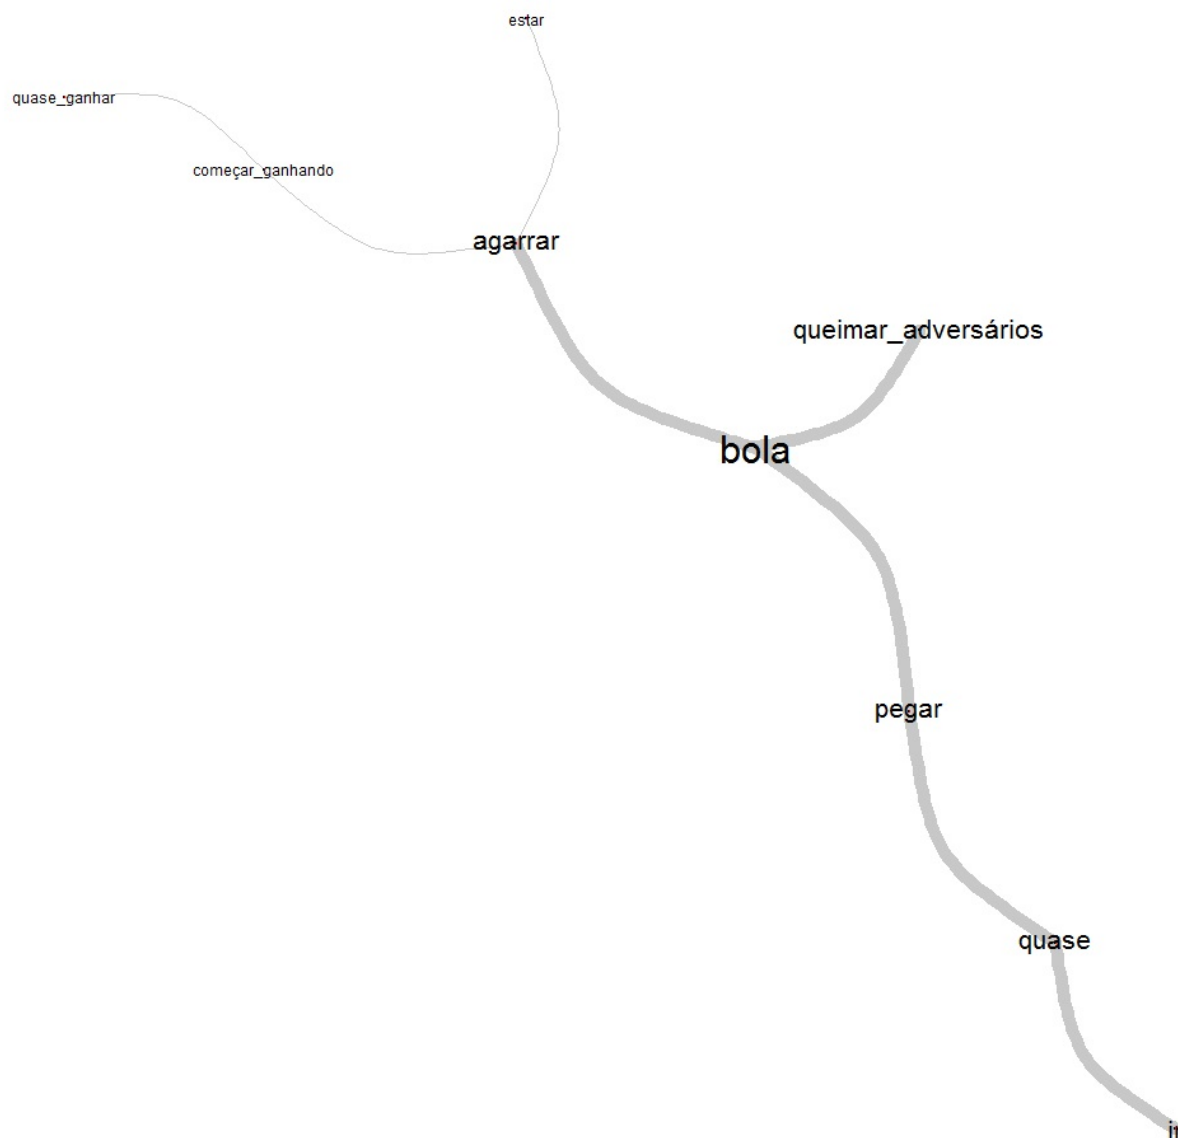 estar
quase_ganhar
começar_ganhando
agarrar
queimar_adversários
bola
pegar
quase